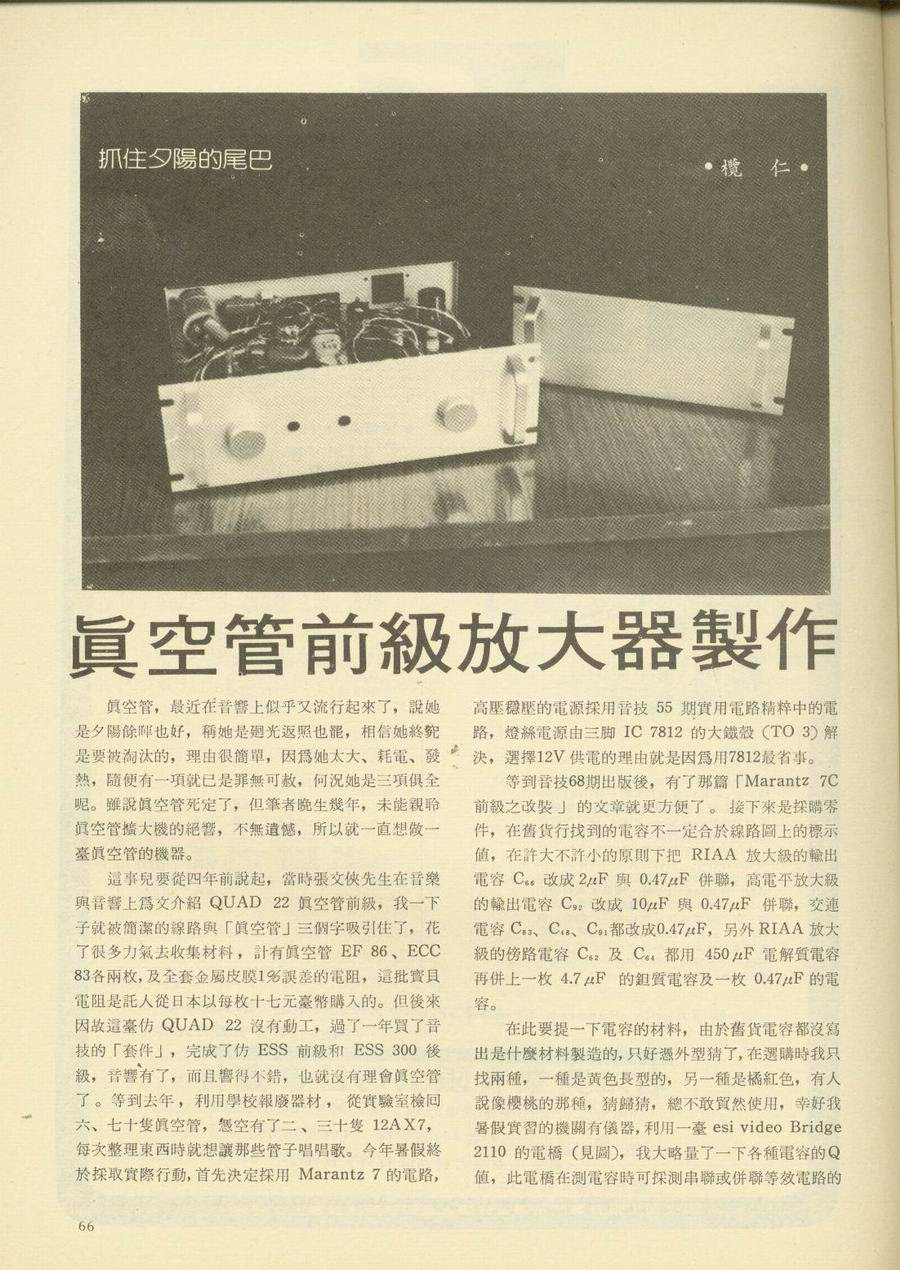 抓住夕陽的尾巴
•欖　仁•
眞空管前級放大器製作
眞空管，最近在音響上似乎又流行起來了，說她
是夕陽餘暉也好，稱她是廻光返照也罷，相信她終究
是要被淘汰的，理由很簡單，因爲她太大、耗電、發
熱，隨便有一項就已是罪無可赦，何況她是三項俱全
呢。雖說眞空管死定了，但筆者晚生幾年，未能親聆
眞空管擴大機的絕響，不無遺憾，所以就一直想做一
臺眞空管的機器。
這事兒要從四年前說起，當時張文俠先生在音樂
與音響上爲文介紹 QUAD 22 眞空管前級，我一下
子就被簡潔的線路與「眞空管」三個字吸引住了，花
了很多力氣去收集材料，計有眞空管 EF 86、ECC
83各兩枚，及全套金屬皮膜1%誤差的電阻，這批寶貝
電阻是託人從日本以每枚十七元臺幣購入的。但後來
因故這臺仿 QUAD 22 沒有動工，過了一年買了音
技的「套件」，完成了仿 ESS 前級和 ESS 300 後
級，音響有了，而且響得不錯，也就沒有理會眞空管
了。等到去年，利用學校報廢器材，從實驗室檢回
六、七十隻眞空管，憑空有了二、三十隻 12AX7，
每次整理東西時就想讓那些管子唱唱歌。今年暑假終
於採取實際行動，首先決定採用 Marantz 7 的電路，
高壓穩壓的電源採用音技 55 期實用電路精粹中的電
路，燈絲電源由三脚 IC 7812 的大鐵殼（TO 3）解
決，選擇12V 供電的理由就是因爲用7812最省事。
等到音技68期出版後，有了那篇「Marantz 7C
前級之改裝」的文章就更方便了。接下來是採購零
件，在舊貨行找到的電容不一定合於線路圖上的標示
値，在許大不許小的原則下把 RIAA 放大級的輸出
電容 C₆₆ 改成 2μF 與 0.47μF 併聯，高電平放大級
的輸出電容 C₉₂ 改成 10μF 與 0.47μF 併聯，交連
電容 C₈₃、C₄₈、C₉₁都改成0.47μF，另外 RIAA 放大
級的傍路電容 C₆₂ 及 C₆₄ 都用 450μF 電解質電容
再併上一枚 4.7μF 的鉭質電容及一枚 0.47μF 的電
容。
在此要提一下電容的材料，由於舊貨電容都沒寫
出是什麼材料製造的，只好憑外型猜了，在選購時我只
找兩種，一種是黃色長型的，另一種是橘紅色，有人
說像櫻桃的那種，猜歸猜，總不敢貿然使用，幸好我
暑假實習的機關有儀器，利用一臺 esi video Bridge
2110 的電橋（見圖），我大略量了一下各種電容的Q
値，此電橋在測電容時可採測串聯或併聯等效電路的
66